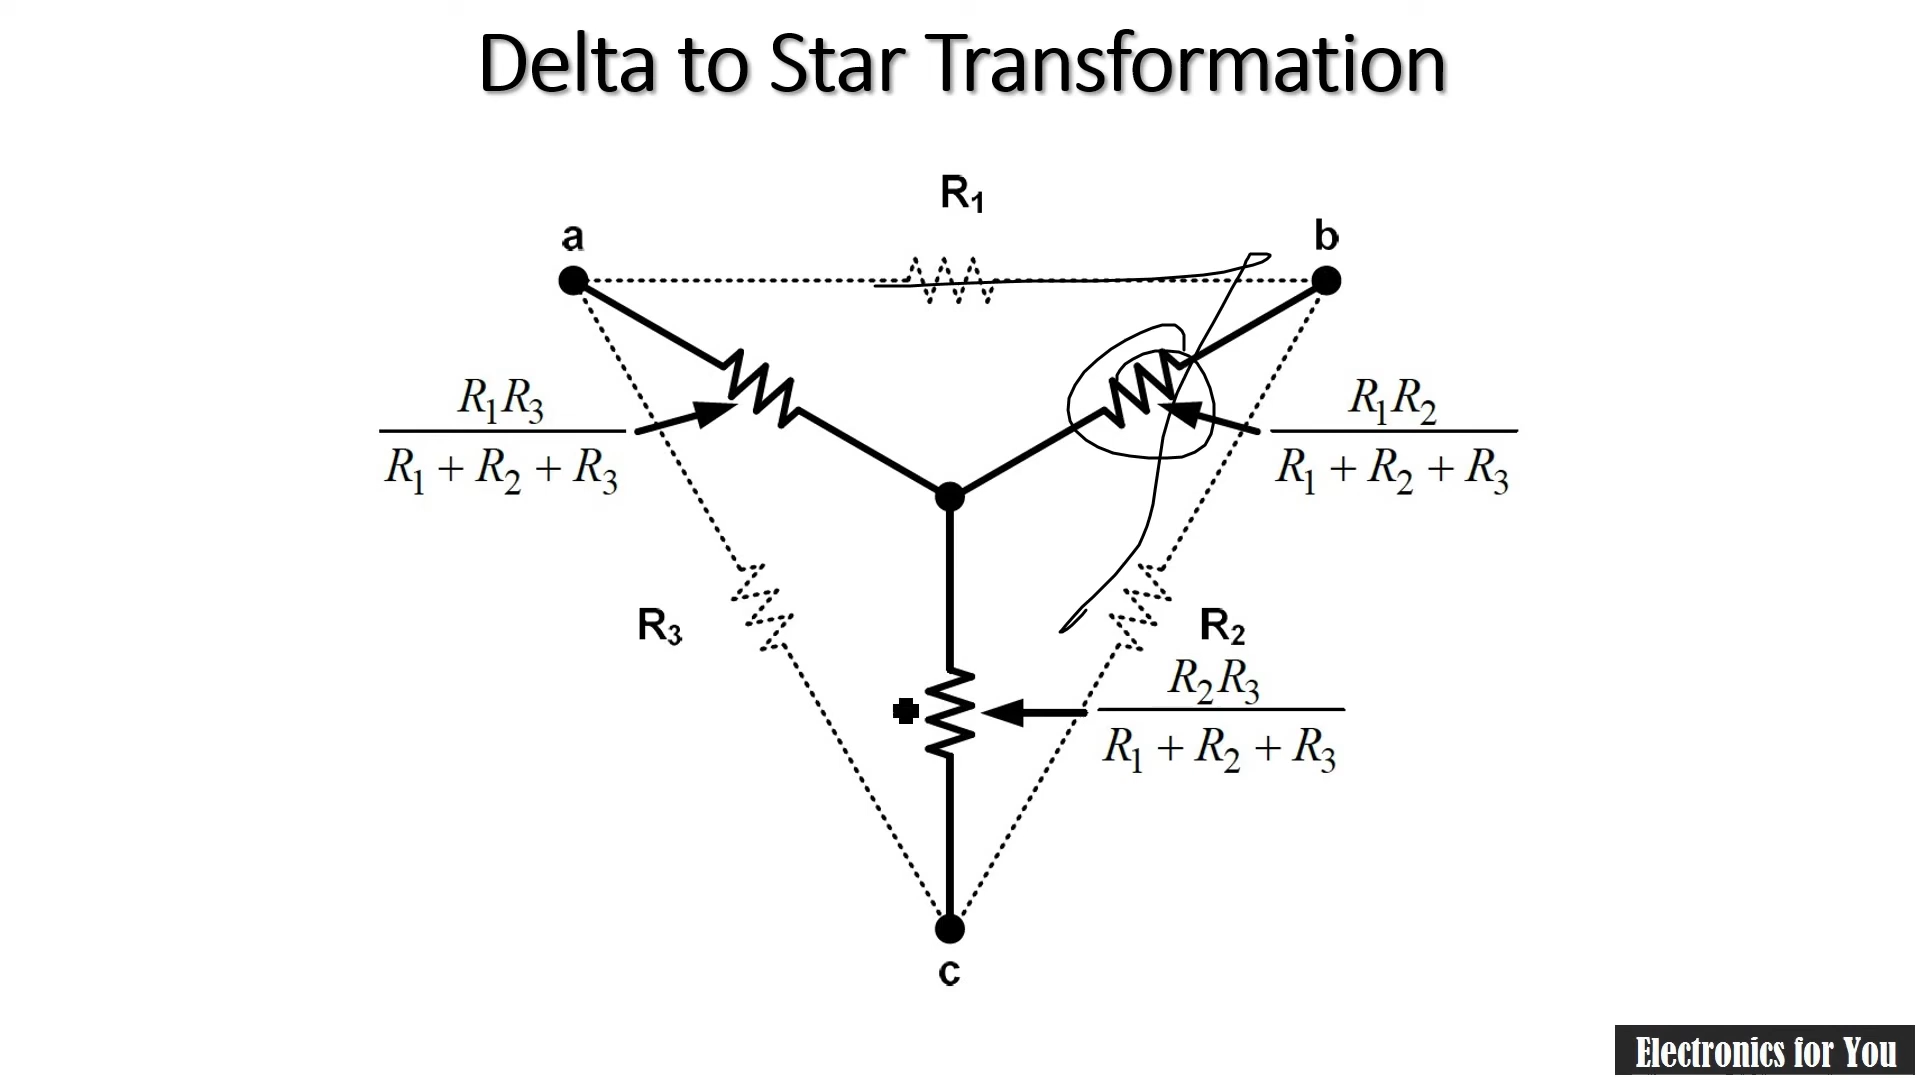 Delta to Star Transformation
R₁
a
b
R₁R₃
R₁ + R₂ + R₃
R₁R₂
R₁ + R₂ + R₃
R₃
R₂
R₂R₃
R₁ + R₂ + R₃
c
Electronics for You